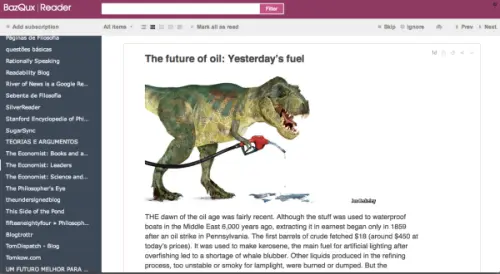 BazQux | Reader
Filter
+ Add subscription
All items
Mark all as read
Skip
Ignore
Prev
Next
Páginas de Filosofia
questões básicas
Rationally Speaking
Readability Blog
River of News is a Google Re...
Sebenta de Filosofia
SilverReader
Stanford Encyclopedia of Phi...
SugarSync
TEORIAS E ARGUMENTOS
The Economist: Books and a...
The Economist: Leaders
The Economist: Science and...
The Philosopher's Eye
theundersignedblog
This Side of the Pond
fifteeneightyfour • Philosoph...
Blogtrottr
TomDispatch - Blog
Tomkow.com
UM FUTURO MELHOR PARA ...
The future of oil: Yesterday's fuel
THE dawn of the oil age was fairly recent. Although the stuff was used to waterproof
boats in the Middle East 6,000 years ago, extracting it in earnest began only in 1859
after an oil strike in Pennsylvania. The first barrels of crude fetched $18 (around $450 at
today's prices). It was used to make kerosene, the main fuel for artificial lighting after
overfishing led to a shortage of whale blubber. Other liquids produced in the refining
process, too unstable or smoky for lamplight, were burned or dumped. But the